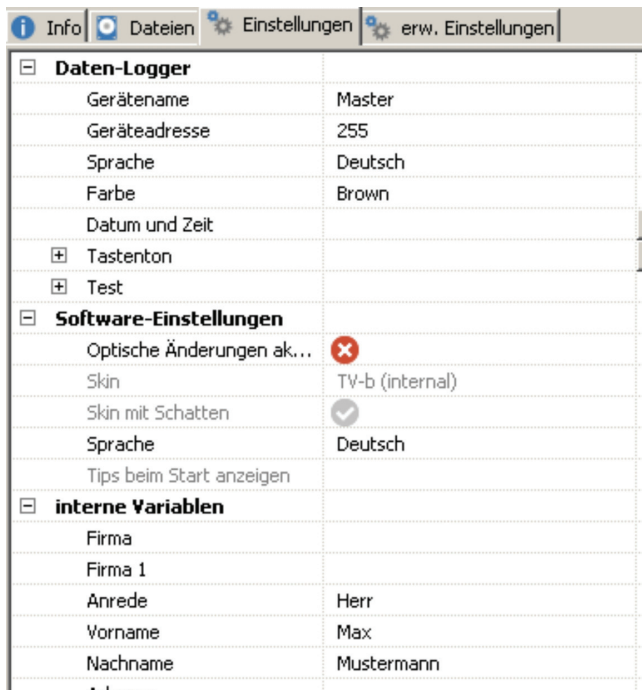 Info Dateien Einstellungen erw. Einstellungen
Daten-Logger
Gerätename Master
Geräteadresse 255
Sprache Deutsch
Farbe Brown
Datum und Zeit
Tastenton
Test
Software-Einstellungen
Optische Änderungen ak...
Skin TV-b (internal)
Skin mit Schatten
Sprache Deutsch
Tips beim Start anzeigen
interne Variablen
Firma
Firma 1
Anrede Herr
Vorname Max
Nachname Mustermann